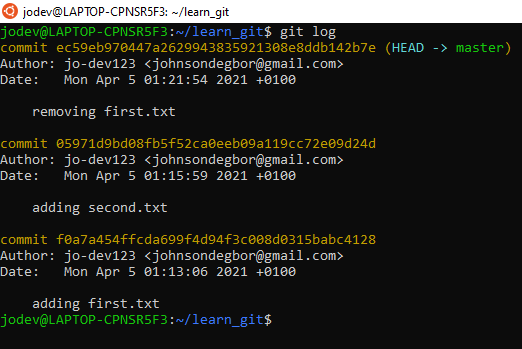 jodev@LAPTOP-CPNSR5F3: ~/learn_git
jodev@LAPTOP-CPNSR5F3:~/learn_git$ git log
commit ec59eb970447a2629943835921308e8ddb142b7e (HEAD -> master)
Author: jo-dev123 <johnsondegbor@gmail.com>
Date:   Mon Apr 5 01:21:54 2021 +0100
    removing first.txt
commit 05971d9bd08fb5f52ca0eeb09a119cc72e09d24d
Author: jo-dev123 <johnsondegbor@gmail.com>
Date:   Mon Apr 5 01:15:59 2021 +0100
    adding second.txt
commit f0a7a454ffcda699f4d94f3c008d0315babc4128
Author: jo-dev123 <johnsondegbor@gmail.com>
Date:   Mon Apr 5 01:13:06 2021 +0100
    adding first.txt
jodev@LAPTOP-CPNSR5F3:~/learn_git$